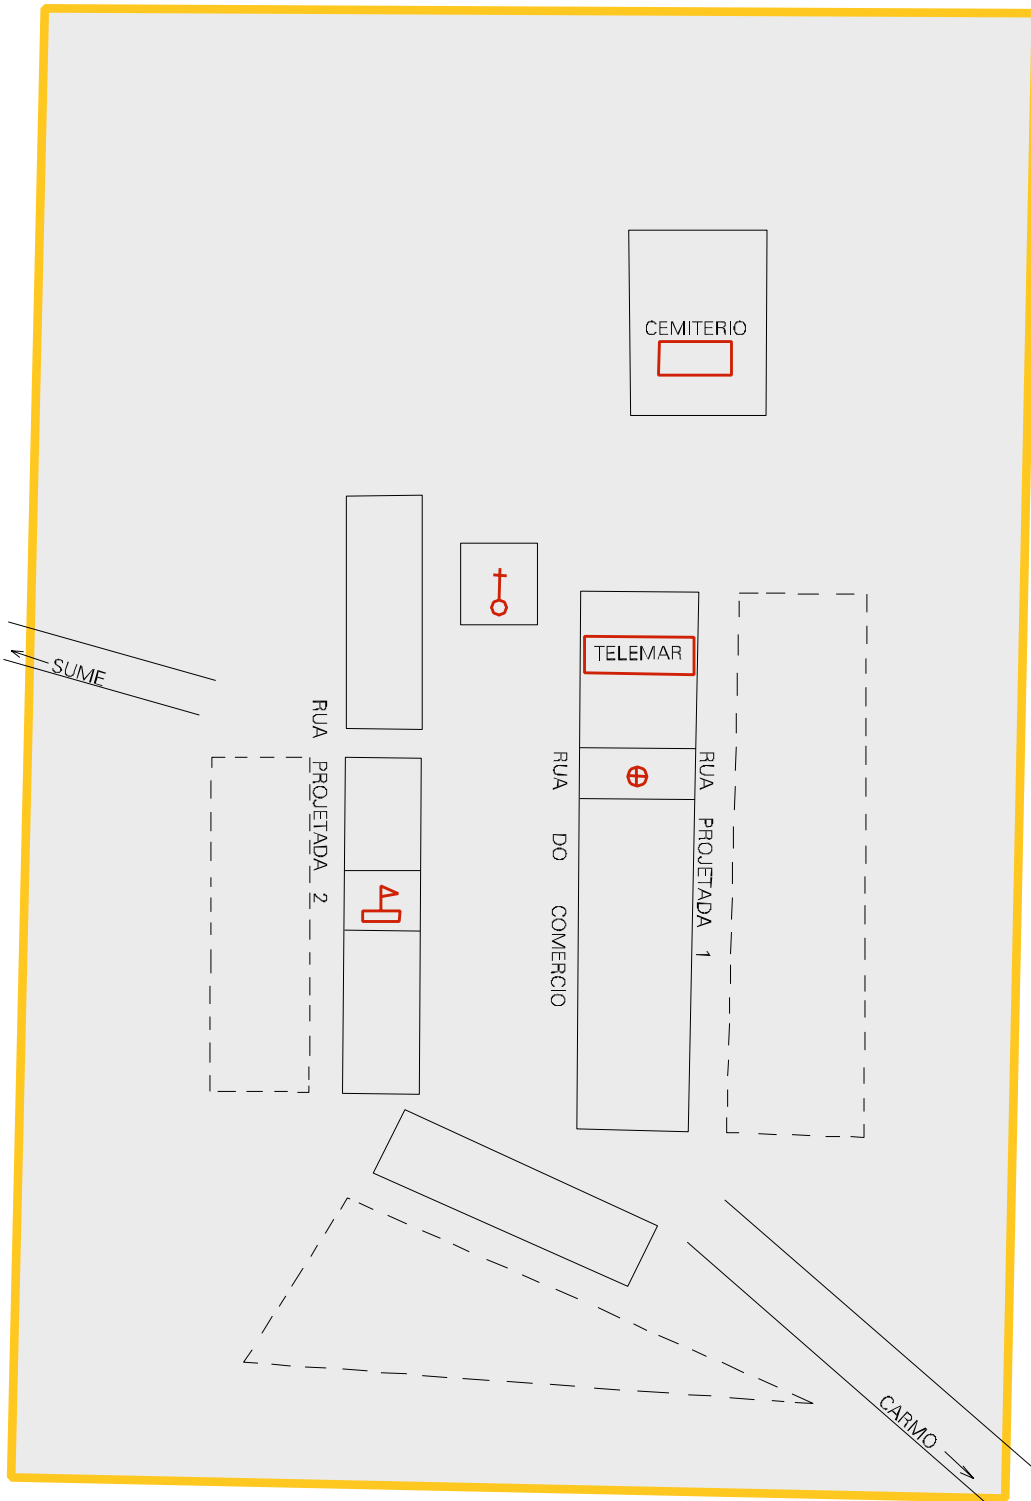 CEMITERIO
TELEMAR
SUME
RUA PROJETADA 2
RUA DO COMERCIO
RUA PROJETADA 1
CARMO